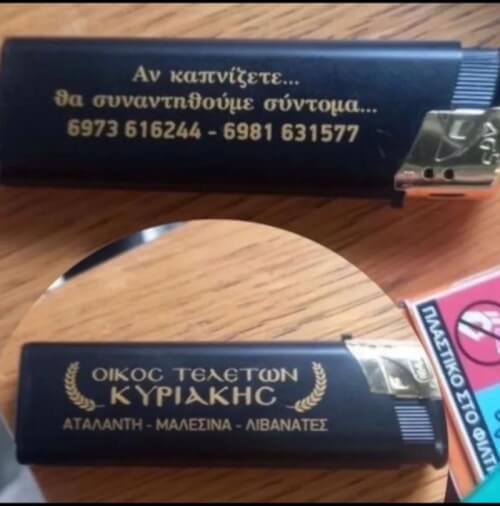 Αν καπνίζετε...
θα συναντηθούμε σύντομα...
6973 616244 - 6981 631577
ΟΙΚΟΣ ΤΕΛΕΤΩΝ
ΚΥΡΙΑΚΗΣ
ΑΤΑΛΑΝΤΗ - ΜΑΛΕΣΙΝΑ - ΛΙΒΑΝΑΤΕΣ
ΠΛΑΣΤΙΚΟ ΣΤΟ ΦΙΛΤ